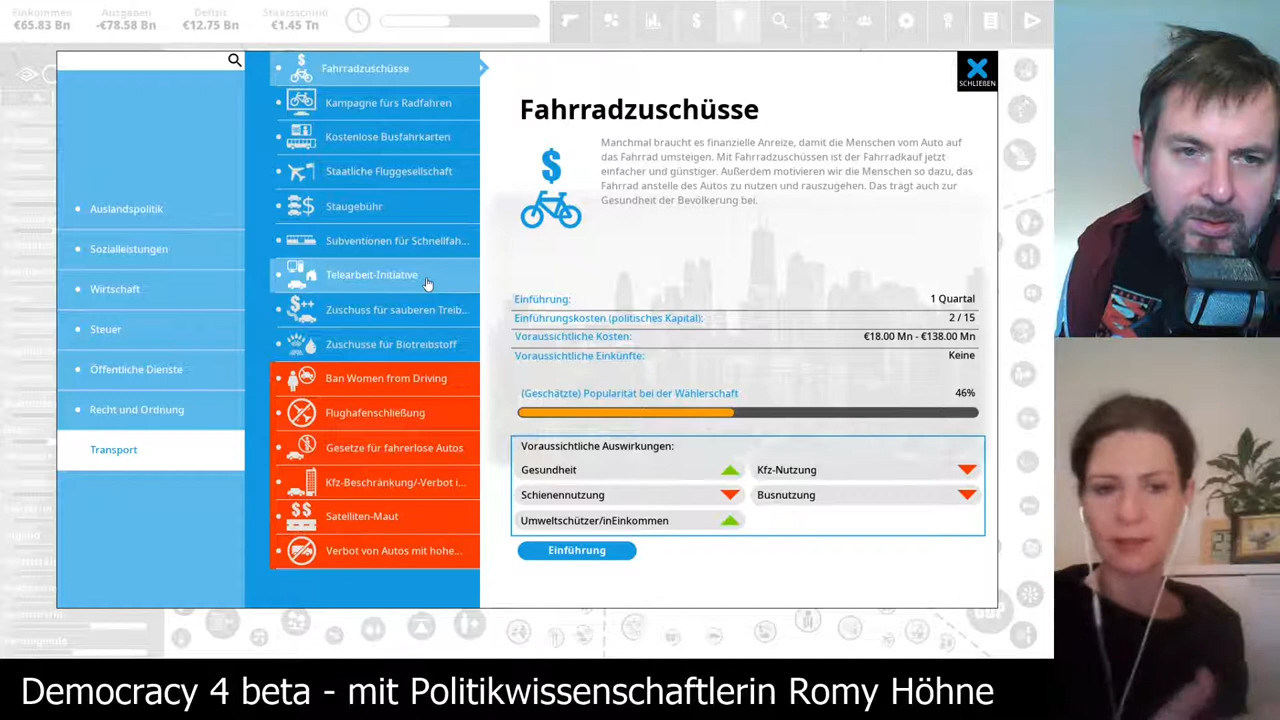 Einkommen Ausgaben Defizit Staatsschuld
€65.83 Bn -€78.58 Bn €12.75 Bn €1.45 Tn
SCHLIEßEN
Auslandspolitik
Sozialleistungen
Wirtschaft
Steuer
Öffentliche Dienste
Recht und Ordnung
Transport
Fahrradzuschüsse
Kampagne fürs Radfahren
Kostenlose Busfahrkarten
Staatliche Fluggesellschaft
Staugebühr
Subventionen für Schnellfah...
Telearbeit-Initiative
Zuschuss für sauberen Treib...
Zuschüsse für Biotreibstoff
Ban Women from Driving
Flughafenschließung
Gesetze für fahrerlose Autos
Kfz-Beschränkung/-Verbot i...
Satelliten-Maut
Verbot von Autos mit hohe...
Fahrradzuschüsse
Manchmal braucht es finanzielle Anreize, damit die Menschen vom Auto auf
das Fahrrad umsteigen. Mit Fahrradzuschüssen ist der Fahrradkauf jetzt
einfacher und günstiger. Außerdem motivieren wir die Menschen so dazu, das
Fahrrad anstelle des Autos zu nutzen und rauszugehen. Das trägt auch zur
Gesundheit der Bevölkerung bei.
Einführung: 1 Quartal
Einführungskosten (politisches Kapital): 2 / 15
Voraussichtliche Kosten: €18.00 Mn - €138.00 Mn
Voraussichtliche Einkünfte: Keine
(Geschätzte) Popularität bei der Wählerschaft 46%
Voraussichtliche Auswirkungen:
Gesundheit Kfz-Nutzung
Schienennutzung Busnutzung
Umweltschützer/inEinkommen
Einführung
Democracy 4 beta - mit Politikwissenschaftlerin Romy Höhne